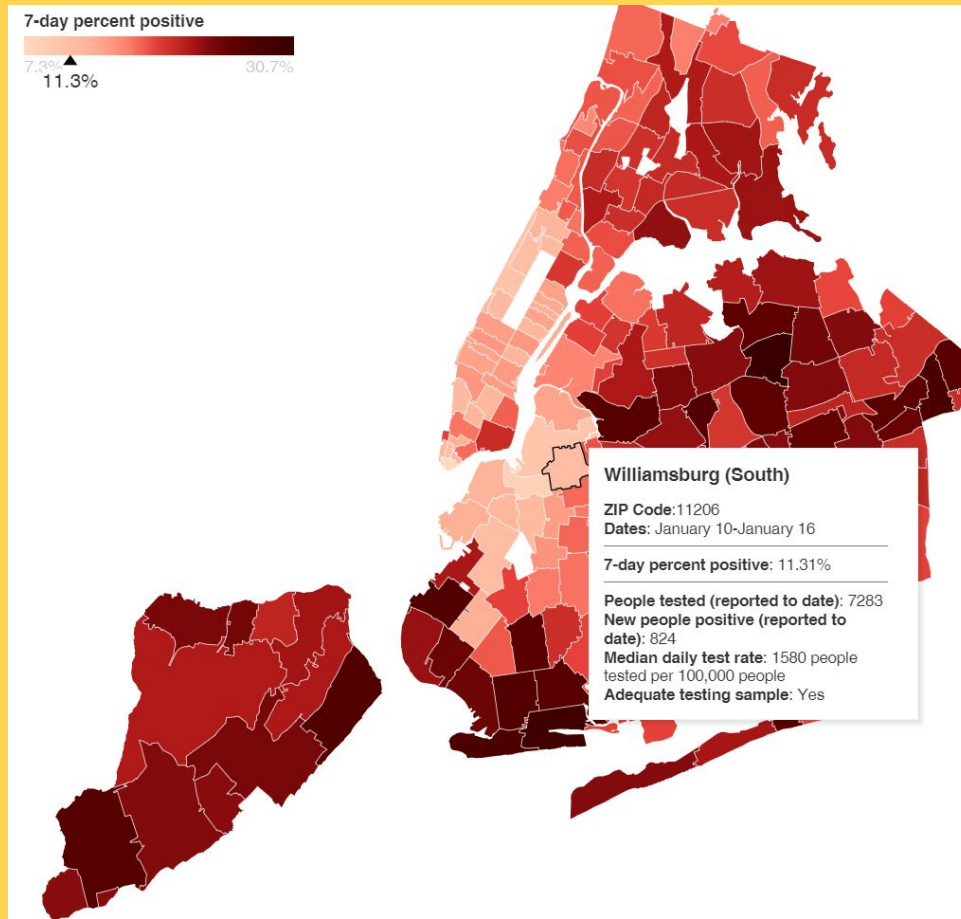 7-day percent positive
7.3%
30.7%
11.3%
Williamsburg (South)
ZIP Code:11206
Dates: January 10-January 16
7-day percent positive: 11.31%
People tested (reported to date): 7283
New people positive (reported to
date): 824
Median daily test rate: 1580 people
tested per 100,000 people
Adequate testing sample: Yes